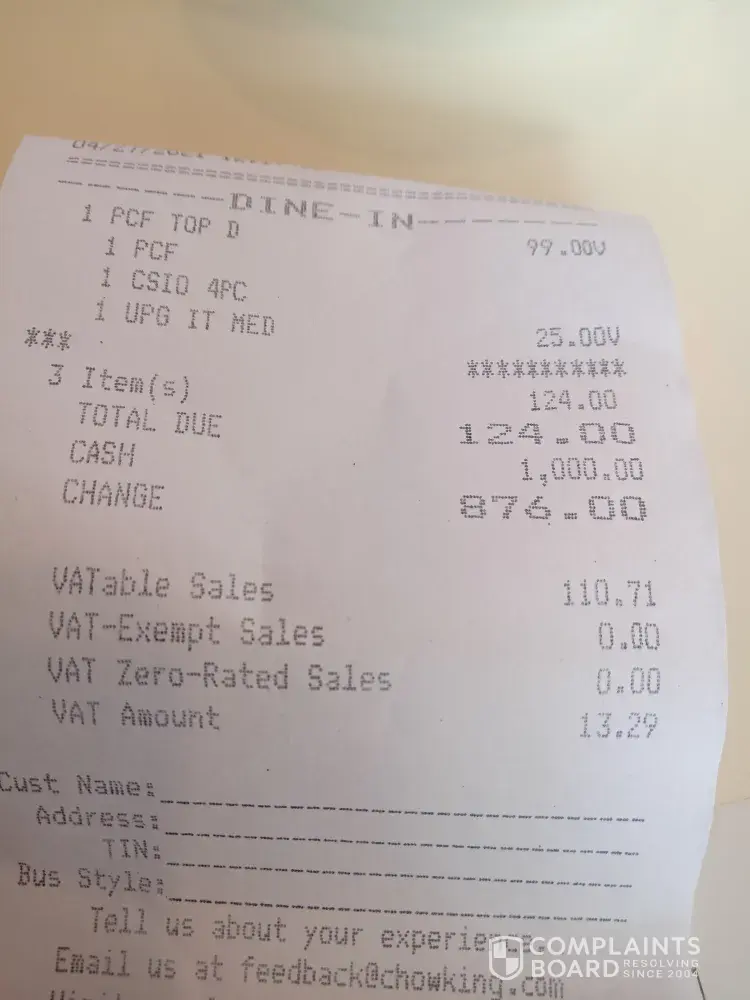 04/27/2021
DINE-IN
1 PCF TOP D 99.00V
1 PCF
1 CSIO 4PC
1 UPG IT MED 25.00V
*** ***********
3 Item(s) 124.00
TOTAL DUE 124.00
CASH 1,000.00
CHANGE 876.00
VATable Sales 110.71
VAT-Exempt Sales 0.00
VAT Zero-Rated Sales 0.00
VAT Amount 13.29
Cust Name:
Address:
TIN:
Bus Style:
Tell us about your experience.
Email us at feedback@chowking.com
COMPLAINTS
BOARD RESOLVING SINCE 2004